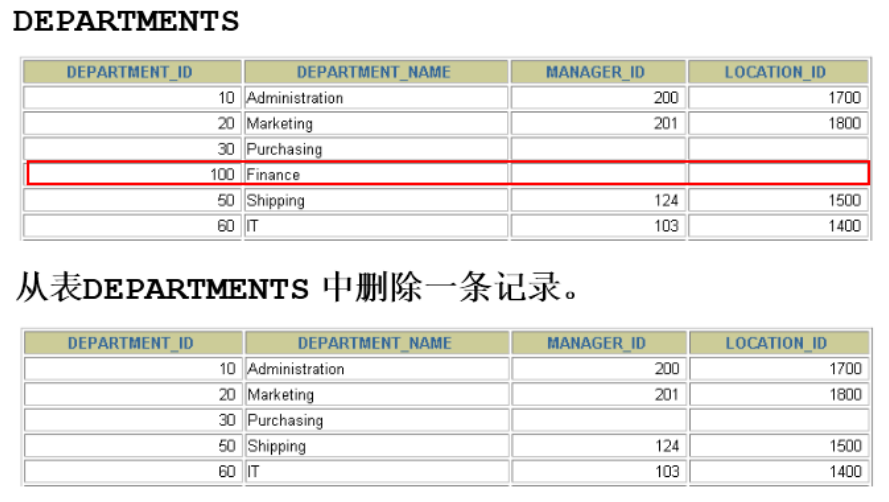 DEPARTMENTS
DEPARTMENT_ID DEPARTMENT_NAME MANAGER_ID LOCATION_ID
10 Administration 200 1700
20 Marketing 201 1800
30 Purchasing
100 Finance
50 Shipping 124 1500
60 IT 103 1400
从表DEPARTMENTS 中删除一条记录。
DEPARTMENT_ID DEPARTMENT_NAME MANAGER_ID LOCATION_ID
10 Administration 200 1700
20 Marketing 201 1800
30 Purchasing
50 Shipping 124 1500
60 IT 103 1400